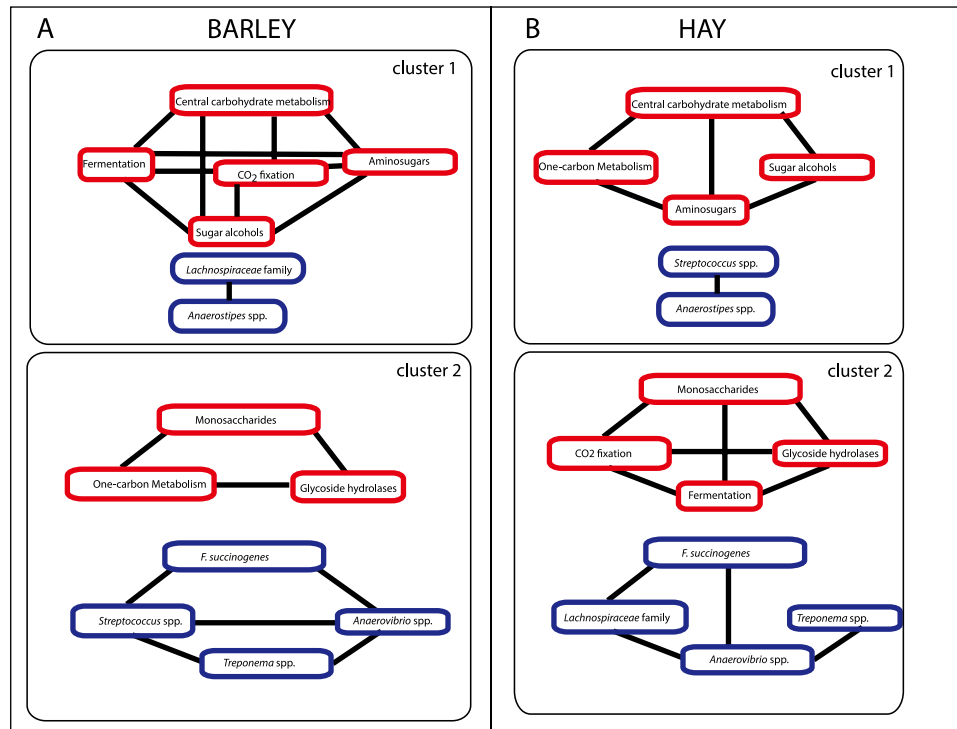 A
BARLEY
cluster 1
Central carbohydrate metabolism
Fermentation
Aminosugars
CO2 fixation
Sugar alcohols
Lachnospiraceae family
Anaerostipes spp.
cluster 2
Monosaccharides
One-carbon Metabolism
Glycoside hydrolases
F. succinogenes
Streptococcus spp.
Anaerovibrio spp.
Treponema spp.
B
HAY
cluster 1
Central carbohydrate metabolism
One-carbon Metabolism
Sugar alcohols
Aminosugars
Streptococcus spp.
Anaerostipes spp.
cluster 2
Monosaccharides
CO2 fixation
Glycoside hydrolases
Fermentation
F. succinogenes
Lachnospiraceae family
Treponema spp.
Anaerovibrio spp.